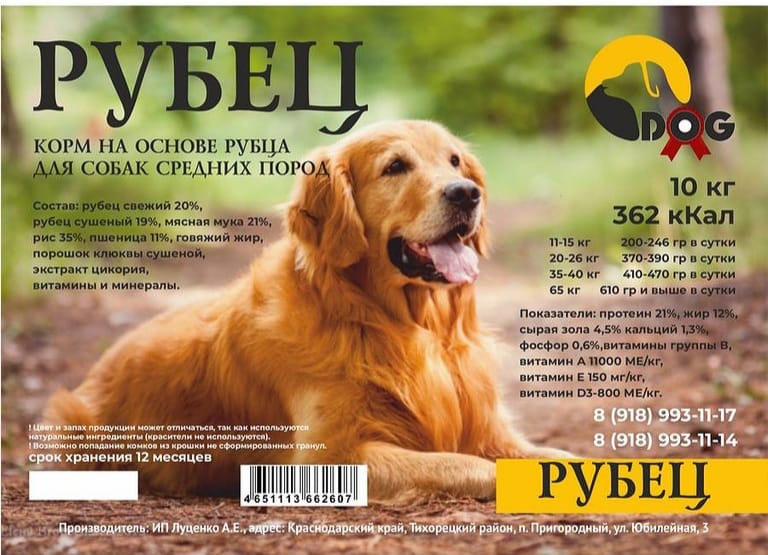 РУБЕЦ
КОРМ НА ОСНОВЕ РУБЦА
ДЛЯ СОБАК СРЕДНИХ ПОРОД
Состав: рубец свежий 20%,
рубец сушеный 19%, мясная мука 21%,
рис 35%, пшеница 11%, говяжий жир,
порошок клюквы сушеной,
экстракт цикория,
витамины и минералы.
DOG
10 кг
362 кКал
11-15 кг 200-246 гр в сутки
20-26 кг 370-390 гр в сутки
35-40 кг 410-470 гр в сутки
65 кг 610 гр и выше в сутки
Показатели: протеин 21%, жир 12%,
сырая зола 4,5% кальций 1,3%,
фосфор 0,6%,витамины группы В,
витамин А 11000 МЕ/кг,
витамин Е 150 мг/кг,
витамин D3-800 МЕ/кг.
8 (918) 993-11-17
8 (918) 993-11-14
! Цвет и запах продукции может отличаться, так как используются
натуральные ингредиенты (красители не используются).
! Возможно попадание комков из крошки не сформированных гранул.
срок хранения 12 месяцев
4 651113 662607
РУБЕЦ
Производитель: ИП Луценко А.Е., адрес: Краснодарский край, Тихорецкий район, п. Пригородный, ул. Юбилейная, 3